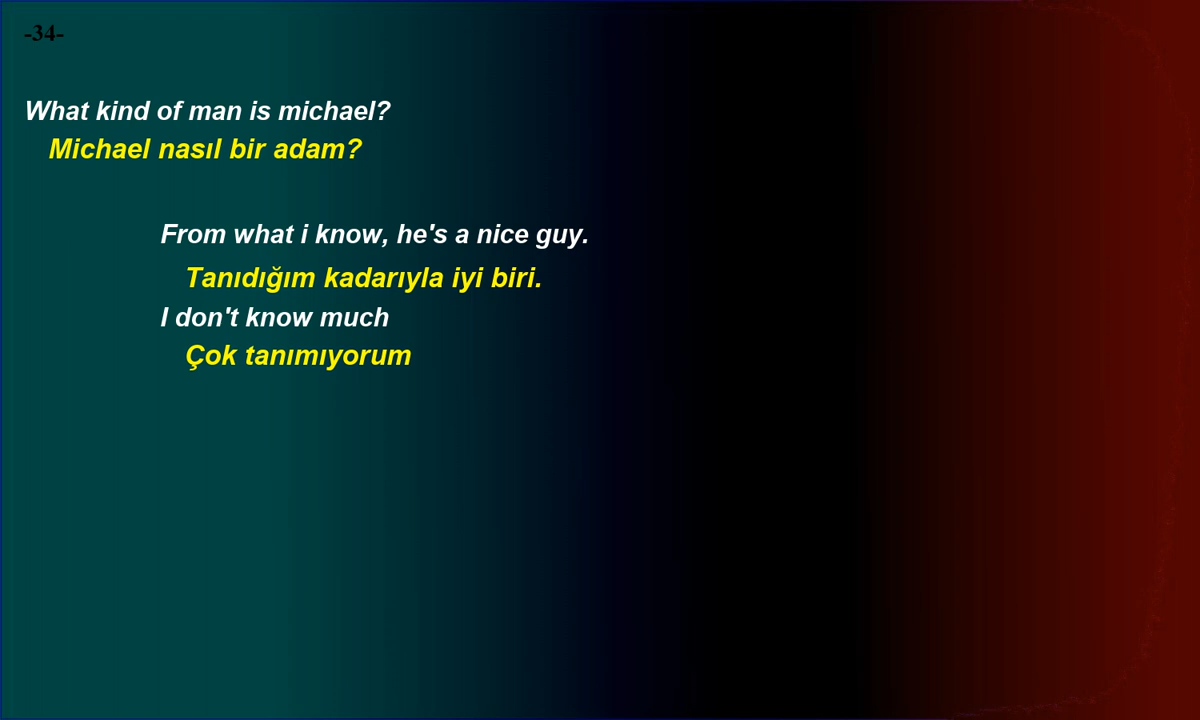 -34-
What kind of man is michael?
Michael nasıl bir adam?
From what i know, he's a nice guy.
Tanıdığım kadarıyla iyi biri.
I don't know much
Çok tanımıyorum